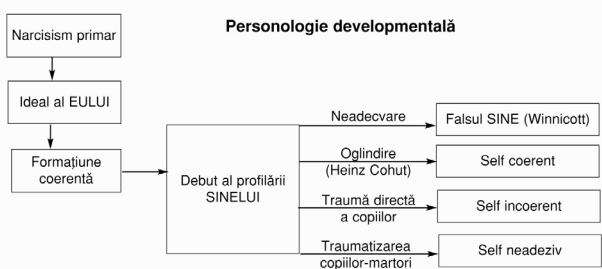 Personologie developmentală
Narcisism primar
Ideal al EULUI
Formațiune
coerentă
Debut al profilării
SINELUI
Neadecvare
Falsul SINE (Winnicott)
Oglindire
(Heinz Cohut)
Self coerent
Traumă directă
a copiilor
Self incoerent
Traumatizarea
copiilor-martori
Self neadeziv